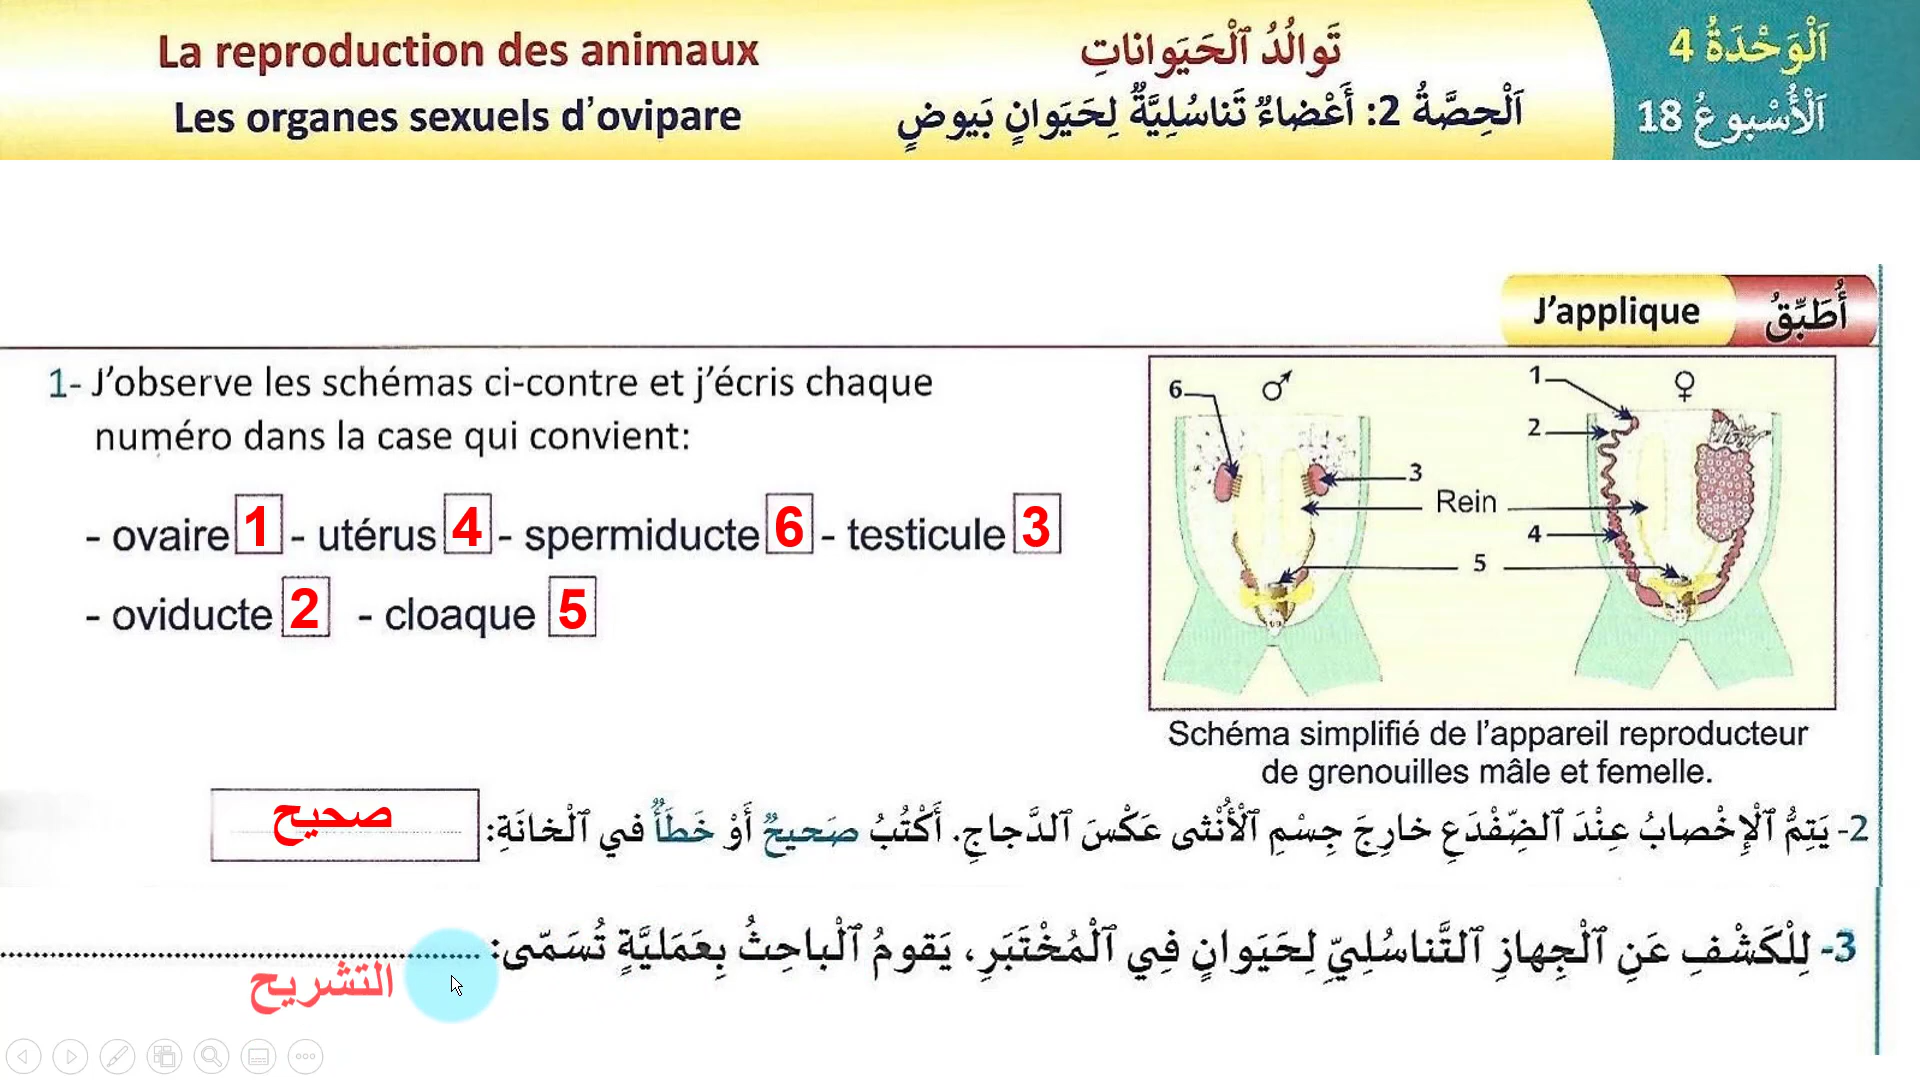 La reproduction des animaux
تَوالُدُ ٱلْحَيَواناتِ
اَلْوَحْدَةُ 4
Les organes sexuels d’ovipare
اَلْحِصَّةُ 2: أَعْضاءٌ تَناسُلِيَّةٌ لِحَيَوانٍ بَيوضٍ
اَلْأُسْبوعُ 18
J’applique
أُطَبِّقُ
1- J’observe les schémas ci-contre et j’écris chaque
numéro dans la case qui convient:
- ovaire 1 - utérus 4 - spermiducte 6 - testicule 3
- oviducte 2 - cloaque 5
6 ♂ 1 ♀
2
3
Rein
4
5
Schéma simplifié de l’appareil reproducteur
de grenouilles mâle et femelle.
2- يَتِمُّ ٱلْإِخْصابُ عِنْدَ ٱلضِّفْدَعِ خارِجَ جِسْمِ ٱلْأُنْثى عَكْسَ ٱلدَّجاجِ. أَكْتُبُ صَحيحٌ أَوْ خَطَأٌ في ٱلْخانَةِ: صحيح
3- لِلْكَشْفِ عَنِ ٱلْجِهازِ ٱلتَّناسُلِيِّ لِحَيَوانٍ فِي ٱلْمُخْتَبَرِ، يَقومُ ٱلْباحِثُ بِعَمَلِيَّةٍ تُسَمّى: ..........
التشريح